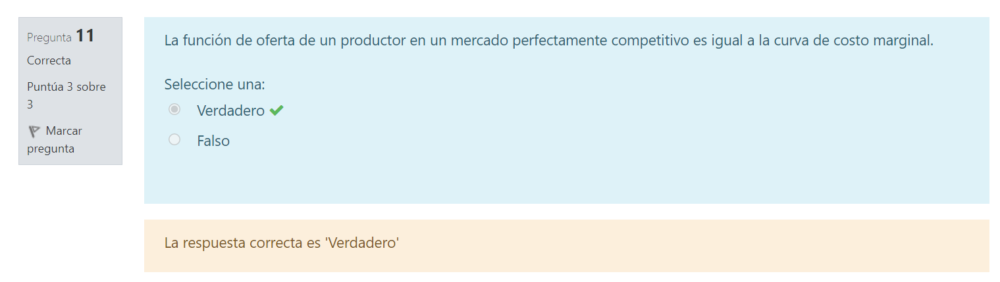 Pregunta 11
Correcta
Puntúa 3 sobre
3
Marcar
pregunta
La función de oferta de un productor en un mercado perfectamente competitivo es igual a la curva de costo marginal.
Seleccione una:
Verdadero
Falso
La respuesta correcta es 'Verdadero'